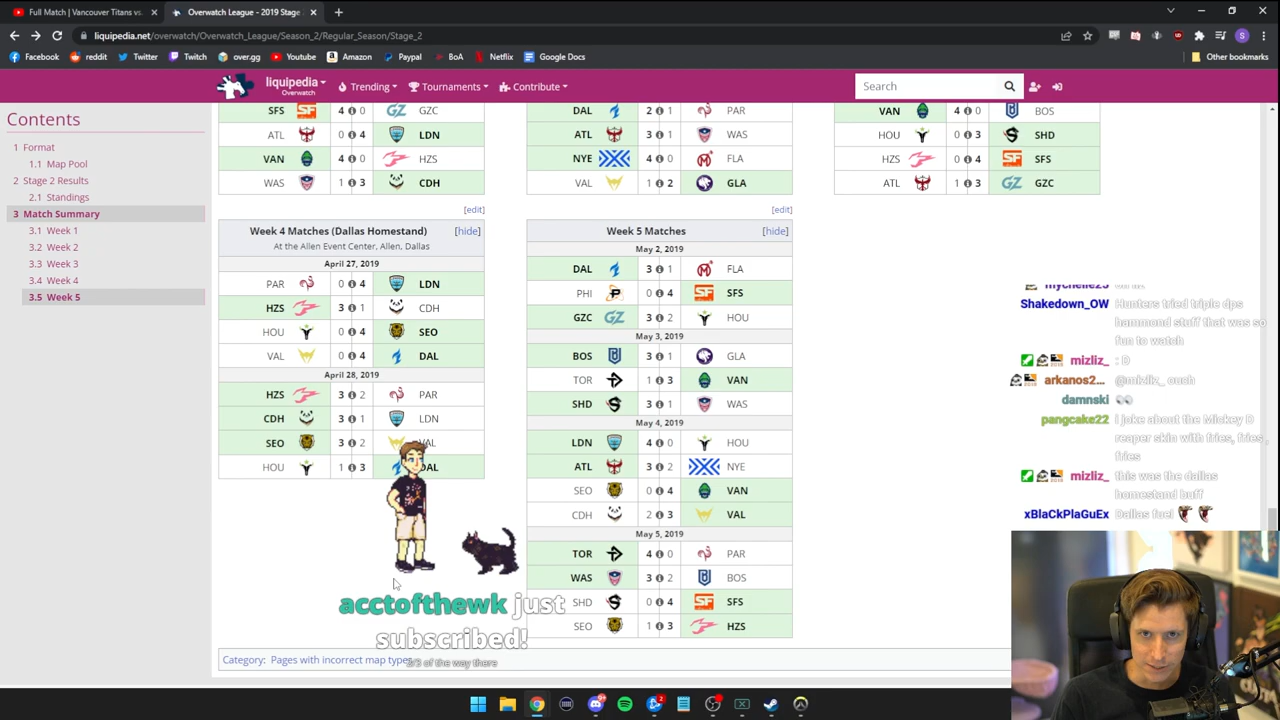 Full Match | Vancouver Titans vs.
Overwatch League - 2019 Stage
liquipedia.net/overwatch/Overwatch_League/Season_2/Regular_Season/Stage_2
Facebook
reddit
Twitter
Twitch
over.gg
Youtube
Amazon
Paypal
BoA
Netflix
Google Docs
Other bookmarks
liquipedia
Overwatch
Trending
Tournaments
Contribute
Search
Contents
1 Format
1.1 Map Pool
2 Stage 2 Results
2.1 Standings
3 Match Summary
3.1 Week 1
3.2 Week 2
3.3 Week 3
3.4 Week 4
3.5 Week 5
SFS 4 0 GZC
ATL 0 4 LDN
VAN 4 0 HZS
WAS 1 3 CDH
DAL 2 1 PAR
ATL 3 1 WAS
NYE 4 0 FLA
VAL 1 2 GLA
VAN 4 0 BOS
HOU 0 3 SHD
HZS 0 4 SFS
ATL 1 3 GZC
[edit]
Week 4 Matches (Dallas Homestand) [hide]
At the Allen Event Center, Allen, Dallas
April 27, 2019
PAR 0 4 LDN
HZS 3 1 CDH
HOU 0 4 SEO
VAL 0 4 DAL
April 28, 2019
HZS 3 2 PAR
CDH 3 1 LDN
SEO 3 2 VAL
HOU 1 3 DAL
[edit]
Week 5 Matches [hide]
May 2, 2019
DAL 3 1 FLA
PHI 0 4 SFS
GZC 3 2 HOU
May 3, 2019
BOS 3 1 GLA
TOR 1 3 VAN
SHD 3 1 WAS
May 4, 2019
LDN 4 0 HOU
ATL 3 2 NYE
SEO 0 4 VAN
CDH 2 3 VAL
May 5, 2019
TOR 4 0 PAR
WAS 3 2 BOS
SHD 0 4 SFS
SEO 1 3 HZS
acctofthewk just
subscribed!
of the way there
Category: Pages with incorrect map types
Shakedown_OW Hunters tried triple dps
hammond stuff that was so
fun to watch
mizliz_ : D
arkanos2... @mizliz_ ouch
damnski 👀
pangcake22 I joke about the Mickey D
reaper skin with fries, fries,
fries
mizliz_ this was the dallas
homestand buff
xBlaCkPlaGuEx Dallas fuel